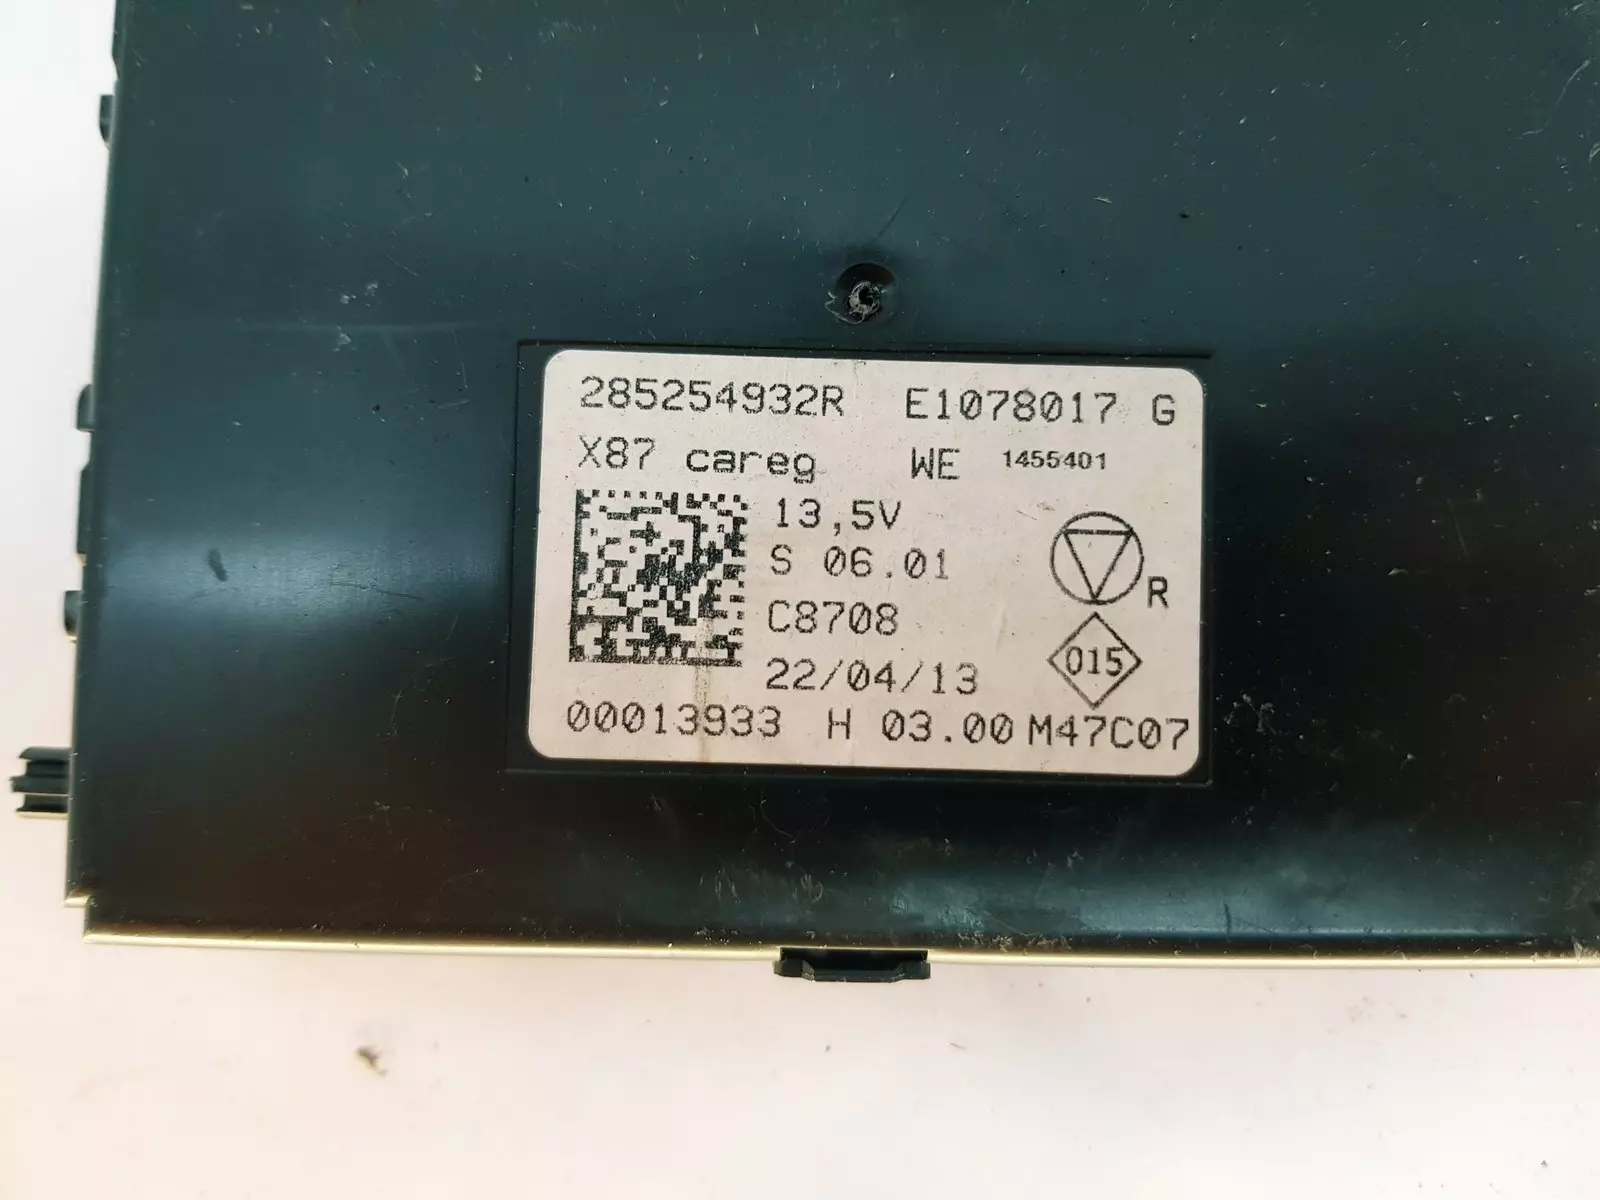 285254932R E1078017 G
X87 careg WE 1455401
13,5V
S 06.01
R
C8708
015
22/04/13
00013933 H 03.00 M47C07